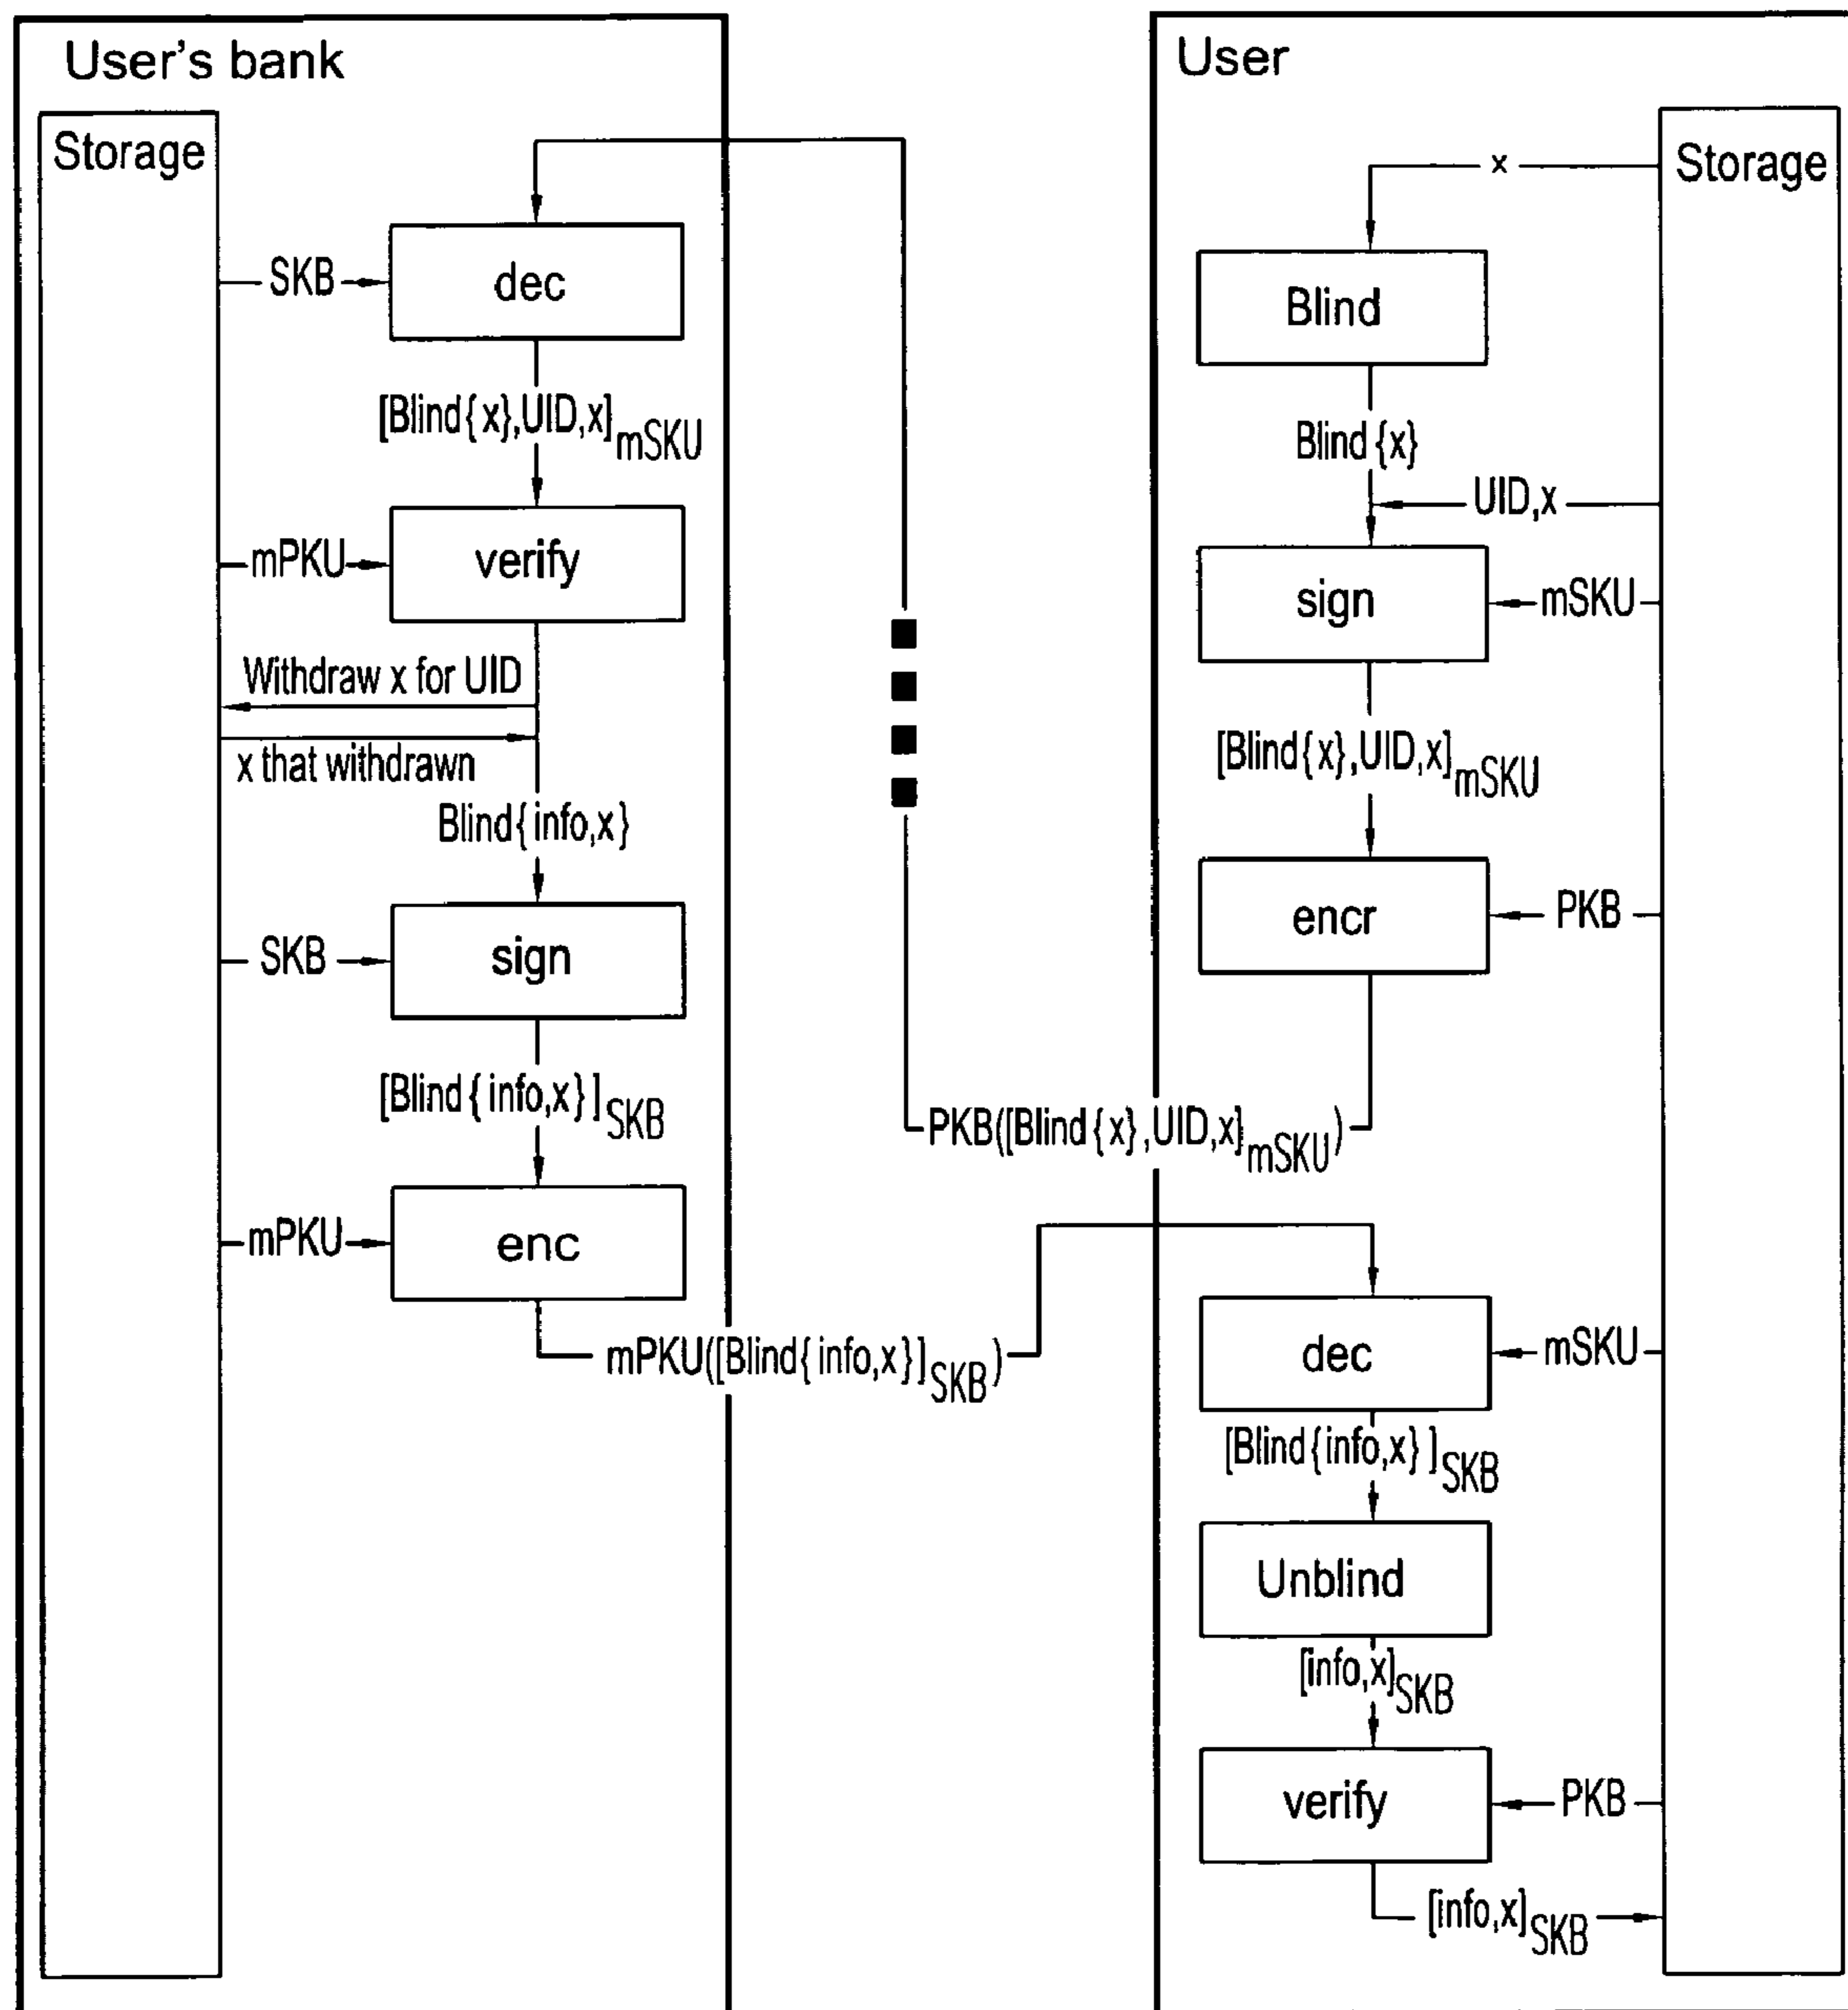 User's bank
Storage
SKB
dec
[Blind{x},UID,x]mSKU
mPKU
verify
Withdraw x for UID
x that withdrawn
Blind{info,x}
SKB
sign
[Blind{info,x}]SKB
mPKU
enc
mPKU([Blind{info,x}]SKB)
User
Storage
x
Blind
Blind{x}
UID,x
sign
mSKU
[Blind{x},UID,x]mSKU
encr
PKB
PKB([Blind{x},UID,x]mSKU)
dec
mSKU
[Blind{info,x}]SKB
Unblind
[info,x]SKB
verify
PKB
[info,x]SKB